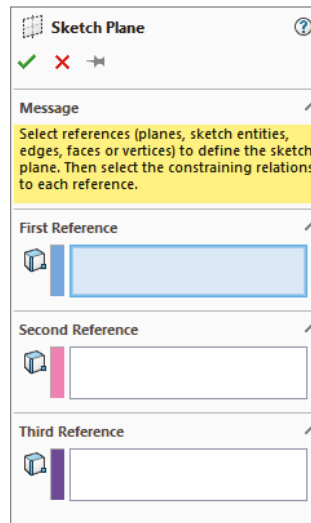 Sketch Plane
Message
Select references (planes, sketch entities,
edges, faces or vertices) to define the sketch
plane. Then select the constraining relations
to each reference.
First Reference
Second Reference
Third Reference